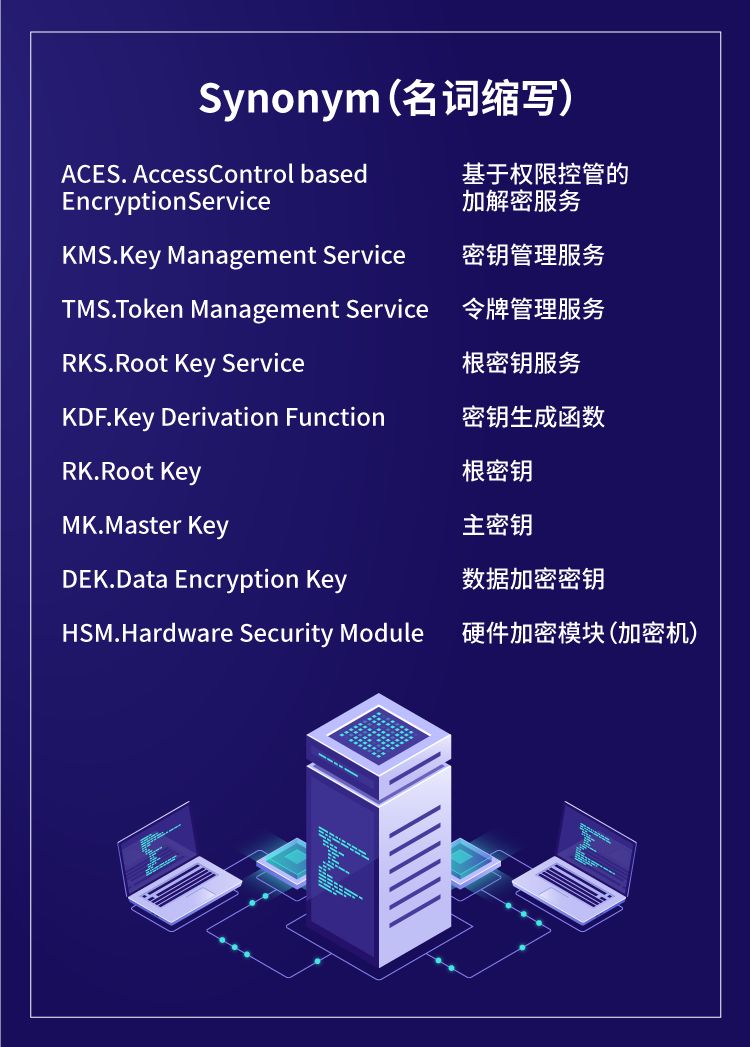 Synonym（名词缩写）
ACES. AccessControl based 基于权限控管的
EncryptionService 加解密服务
KMS.Key Management Service 密钥管理服务
TMS.Token Management Service 令牌管理服务
RKS.Root Key Service 根密钥服务
KDF.Key Derivation Function 密钥生成函数
RK.Root Key 根密钥
MK.Master Key 主密钥
DEK.Data Encryption Key 数据加密密钥
HSM.Hardware Security Module 硬件加密模块（加密机）